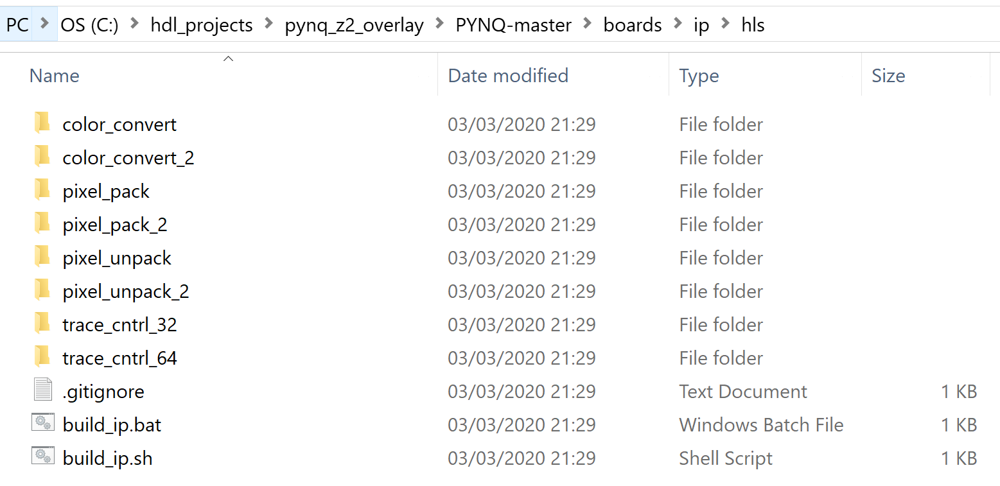 PC > OS (C:) > hdl_projects > pynq_z2_overlay > PYNQ-master > boards > ip > hls
Name Date modified Type Size
color_convert 03/03/2020 21:29 File folder
color_convert_2 03/03/2020 21:29 File folder
pixel_pack 03/03/2020 21:29 File folder
pixel_pack_2 03/03/2020 21:29 File folder
pixel_unpack 03/03/2020 21:29 File folder
pixel_unpack_2 03/03/2020 21:29 File folder
trace_cntrl_32 03/03/2020 21:29 File folder
trace_cntrl_64 03/03/2020 21:29 File folder
.gitignore 03/03/2020 21:29 Text Document 1 KB
build_ip.bat 03/03/2020 21:29 Windows Batch File 1 KB
build_ip.sh 03/03/2020 21:29 Shell Script 1 KB